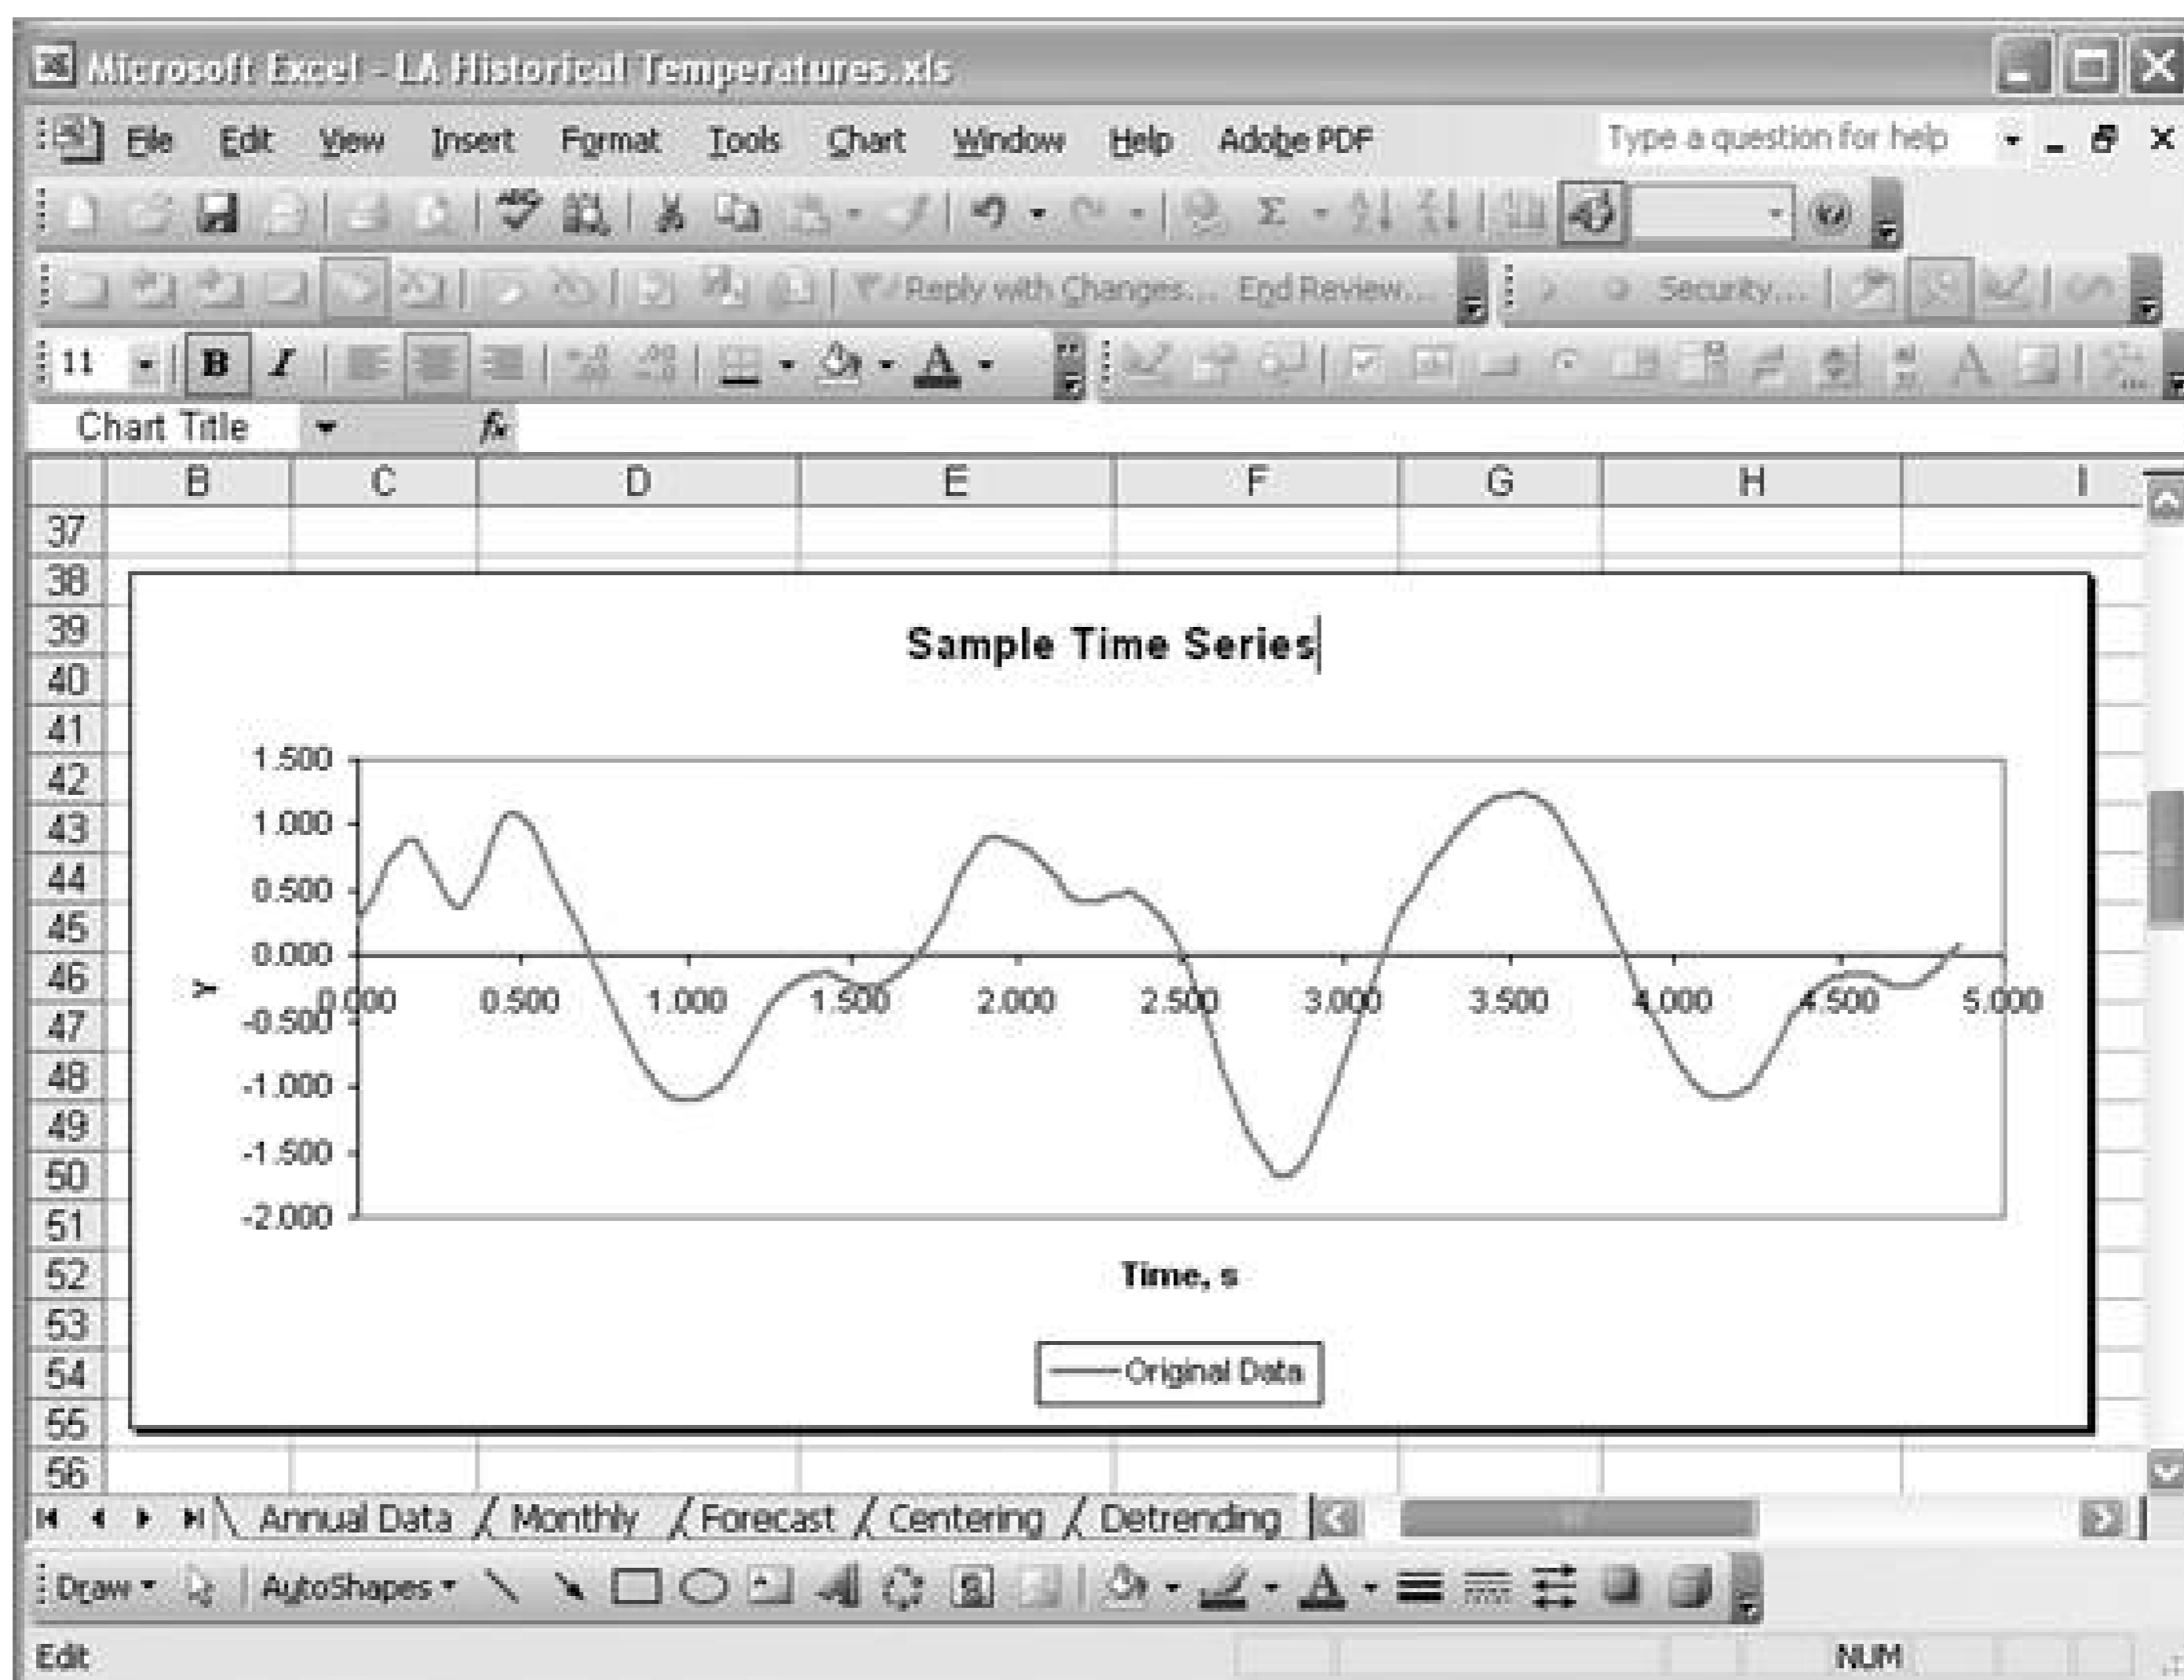 Microsoft Excel - LA Historical Temperatures.xls
File Edit View Insert Format Tools Chart Window Help Adobe PDF Type a question for help
Reply with Changes... End Review... Security...
11 B I A
Chart Title fx
B C D E F G H I
37
38
39
40
41
42
43
44
45
46
47
48
49
50
51
52
53
54
55
56
Sample Time Series
1.500
1.000
0.500
0.000
-0.500
-1.000
-1.500
-2.000
Y
0.000 0.500 1.000 1.500 2.000 2.500 3.000 3.500 4.000 4.500 5.000
Time, s
Original Data
Annual Data / Monthly / Forecast / Centering / Detrending
Draw AutoShapes A
Edit NUM